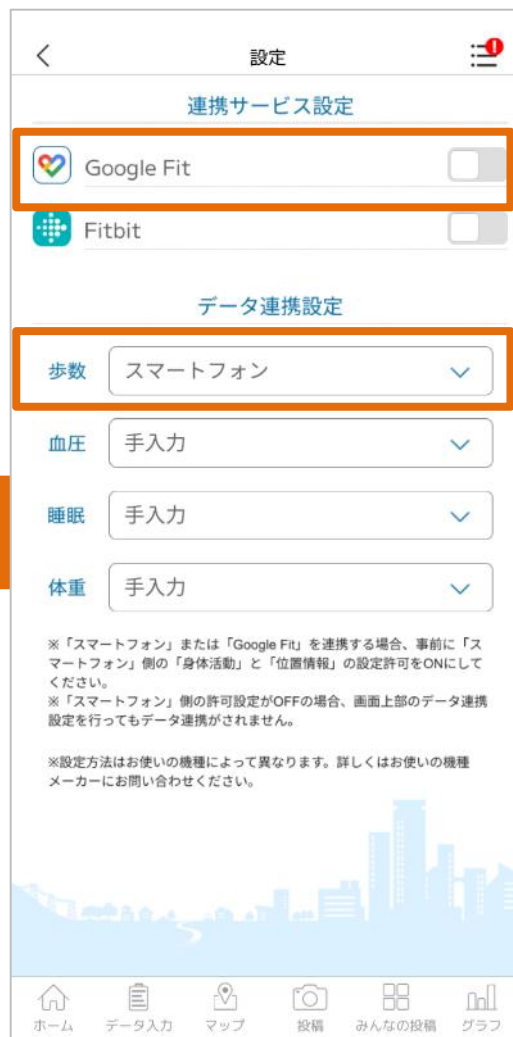 設定
連携サービス設定
Google Fit
Fitbit
データ連携設定
歩数 スマートフォン
血圧 手入力
睡眠 手入力
体重 手入力
※「スマートフォン」または「Google Fit」を連携する場合、事前に「ス
マートフォン」側の「身体活動」と「位置情報」の設定許可をONにして
ください。
※「スマートフォン」側の許可設定がOFFの場合、画面上部のデータ連携
設定を行ってもデータ連携がされません。
※設定方法はお使いの機種によって異なります。詳しくはお使いの機種
メーカーにお問い合わせください。
ホーム データ入力 マップ 投稿 みんなの投稿 グラフ